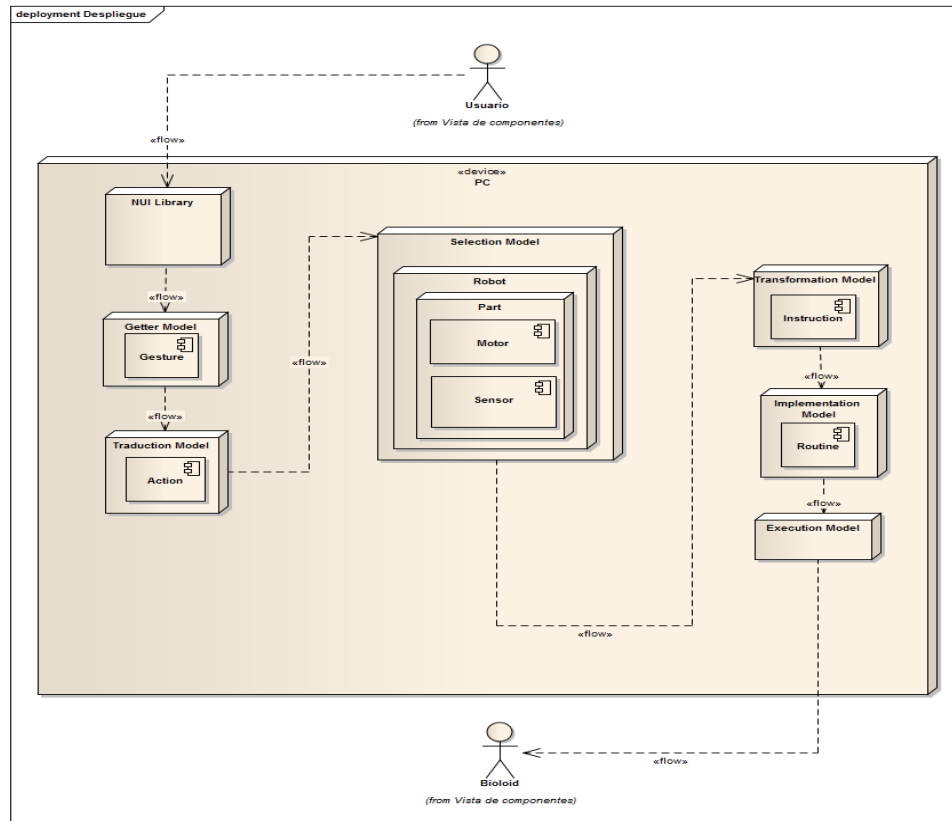 deployment Despliegue
Usuario
(from Vista de componentes)
«flow»
«device»
PC
NUI Library
«flow»
Getter Model
Gesture
«flow»
Traduction Model
Action
«flow»
Selection Model
Robot
Part
Motor
Sensor
«flow»
Transformation Model
Instruction
«flow»
Implementation
Model
Routine
«flow»
Execution Model
«flow»
Bioloid
(from Vista de componentes)